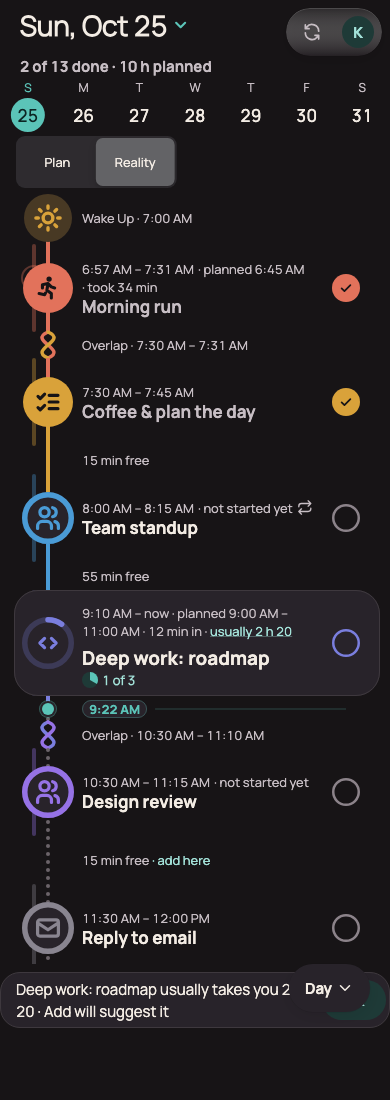 Sun, Oct 25
K
2 of 13 done · 10 h planned
S M T W T F S
25 26 27 28 29 30 31
Plan Reality
Wake Up · 7:00 AM
6:57 AM – 7:31 AM · planned 6:45 AM
· took 34 min
Morning run
Overlap · 7:30 AM – 7:31 AM
7:30 AM – 7:45 AM
Coffee & plan the day
15 min free
8:00 AM – 8:15 AM · not started yet
Team standup
55 min free
9:10 AM – now · planned 9:00 AM –
11:00 AM · 12 min in · usually 2 h 20
Deep work: roadmap
1 of 3
9:22 AM
Overlap · 10:30 AM – 11:10 AM
10:30 AM – 11:15 AM · not started yet
Design review
15 min free · add here
11:30 AM – 12:00 PM
Reply to email
Deep work: roadmap usually takes you 2
20 · Add will suggest it
Day